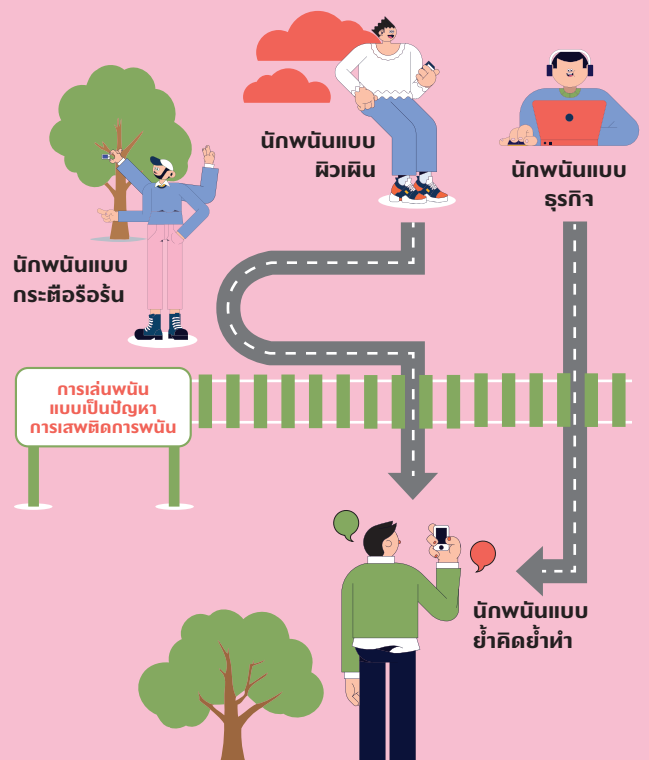 นักพนันแบบ
ผิวเผิน
นักพนันแบบ
ธุรกิจ
นักพนันแบบ
กระตือรือร้น
การเล่นพนัน
แบบเป็นปัญหา
การเสพติดการพนัน
นักพนันแบบ
ย้ำคิดย้ำทำ